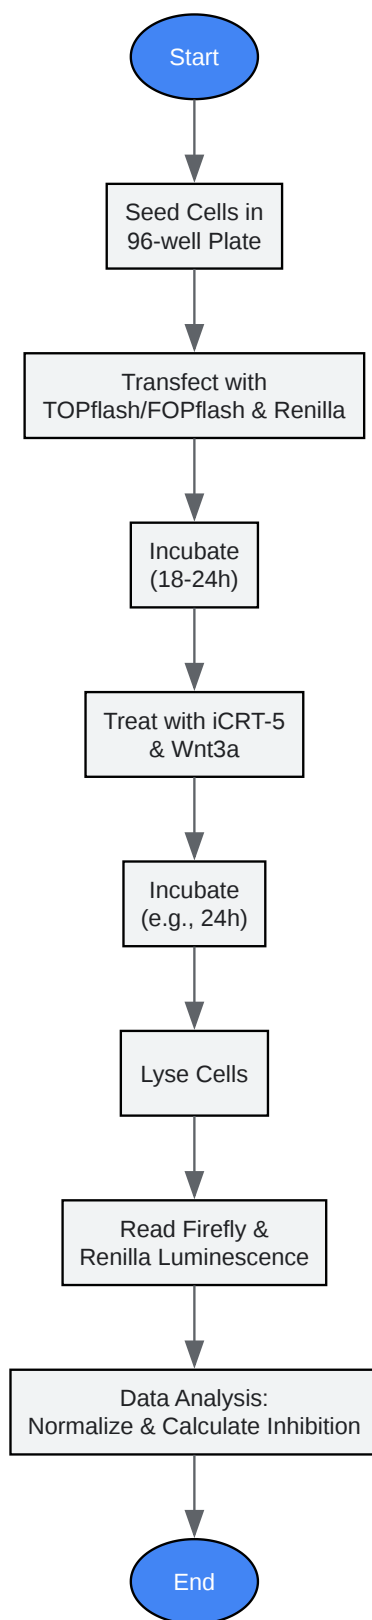 Start
Seed Cells in
96-well Plate
Transfect with
TOPflash/FOPflash & Renilla
Incubate
(18-24h)
Treat with iCRT-5
& Wnt3a
Incubate
(e.g., 24h)
Lyse Cells
Read Firefly &
Renilla Luminescence
Data Analysis:
Normalize & Calculate Inhibition
End